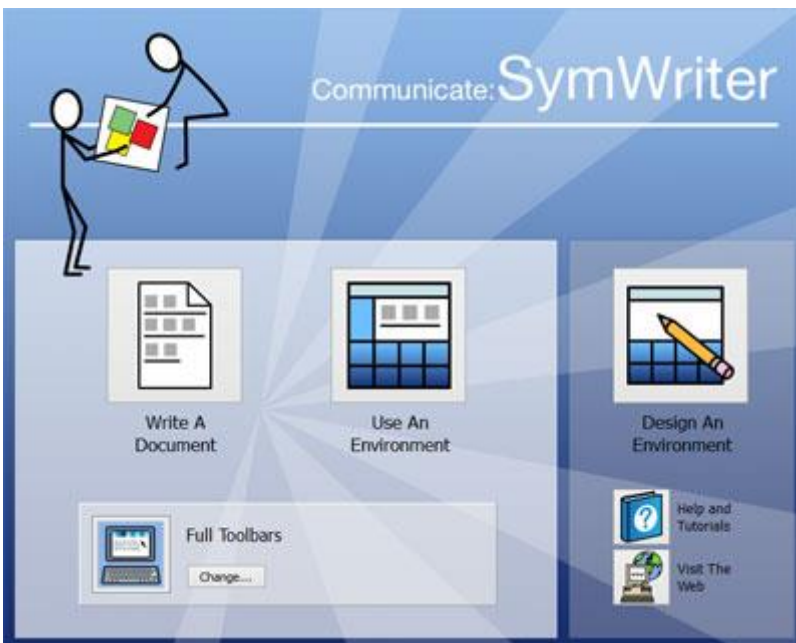 Communicate: SymWriter
Write A
Document
Use An
Environment
Design An
Environment
Full Toolbars
Change...
Help and
Tutorials
Visit The
Web